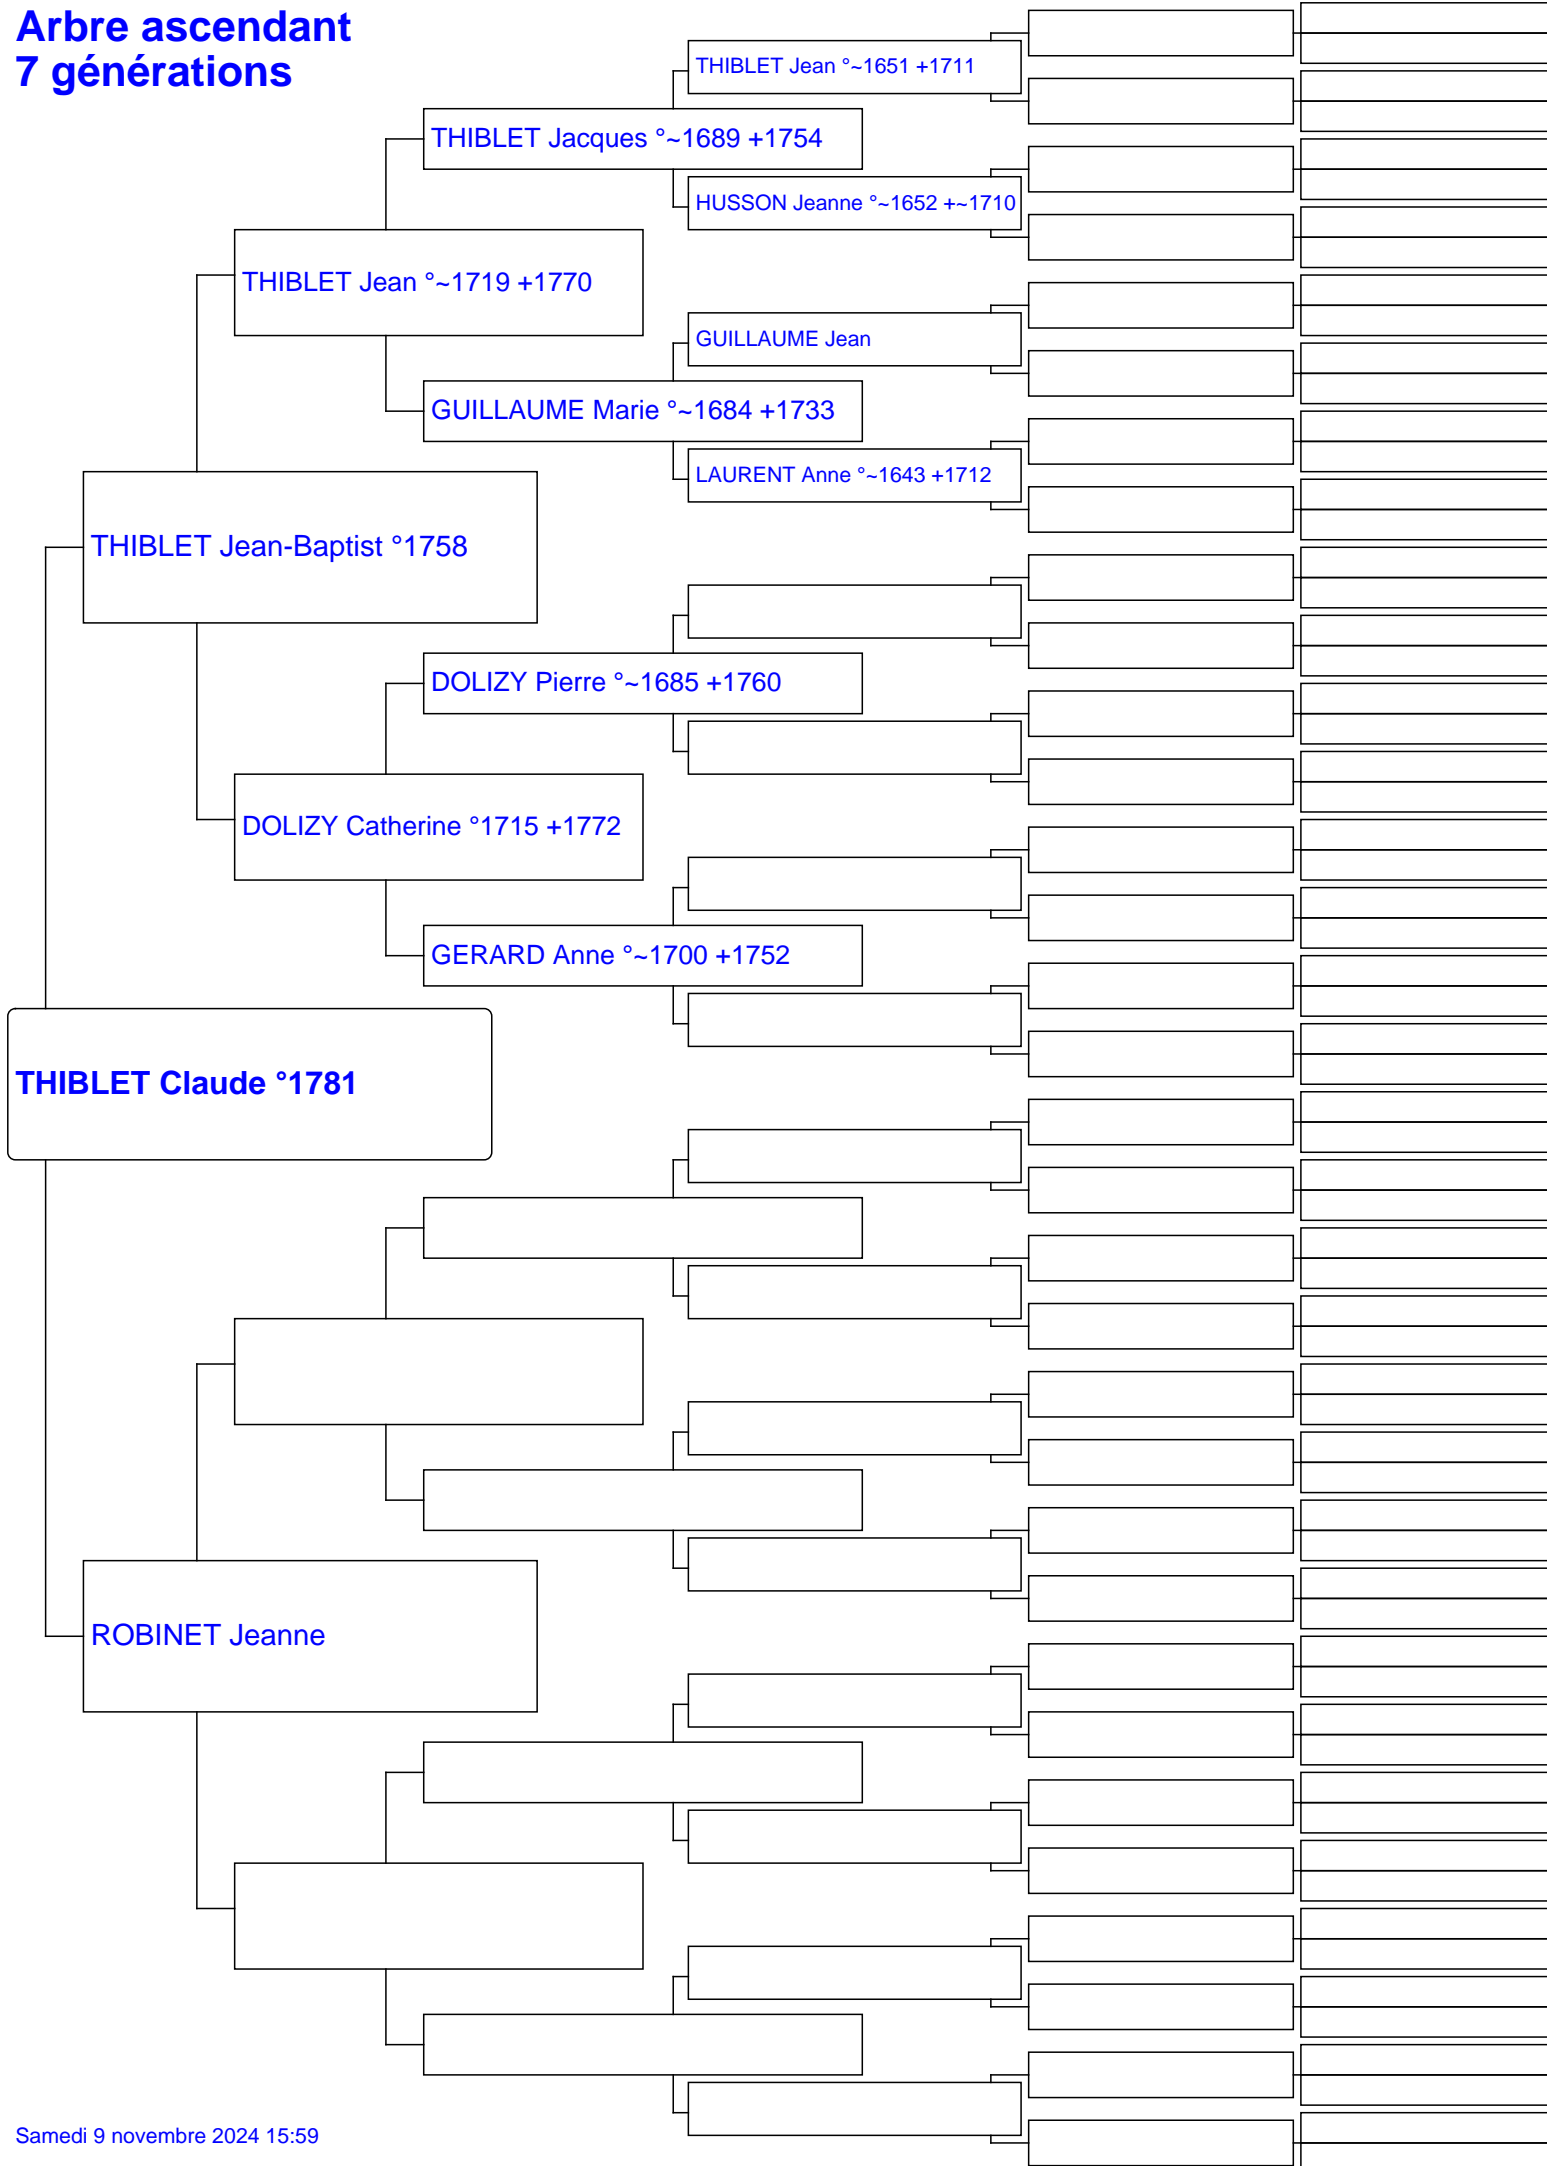 Arbre ascendant
7 générations
THIBLET Jean °~1651 +1711
THIBLET Jacques °~1689 +1754
HUSSON Jeanne °~1652 +~1710
THIBLET Jean °~1719 +1770
GUILLAUME Jean
GUILLAUME Marie °~1684 +1733
LAURENT Anne °~1643 +1712
THIBLET Jean-Baptist °1758
DOLIZY Pierre °~1685 +1760
DOLIZY Catherine °1715 +1772
GERARD Anne °~1700 +1752
THIBLET Claude °1781
ROBINET Jeanne
Samedi 9 novembre 2024 15:59